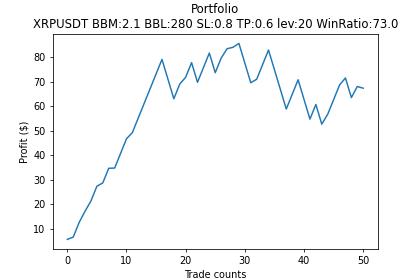 Portfolio
XRPUSDT BBM:2.1 BBL:280 SL:0.8 TP:0.6 lev:20 WinRatio:73.0
80
70
60
50
40
30
20
10
Profit ($)
0 10 20 30 40 50
Trade counts